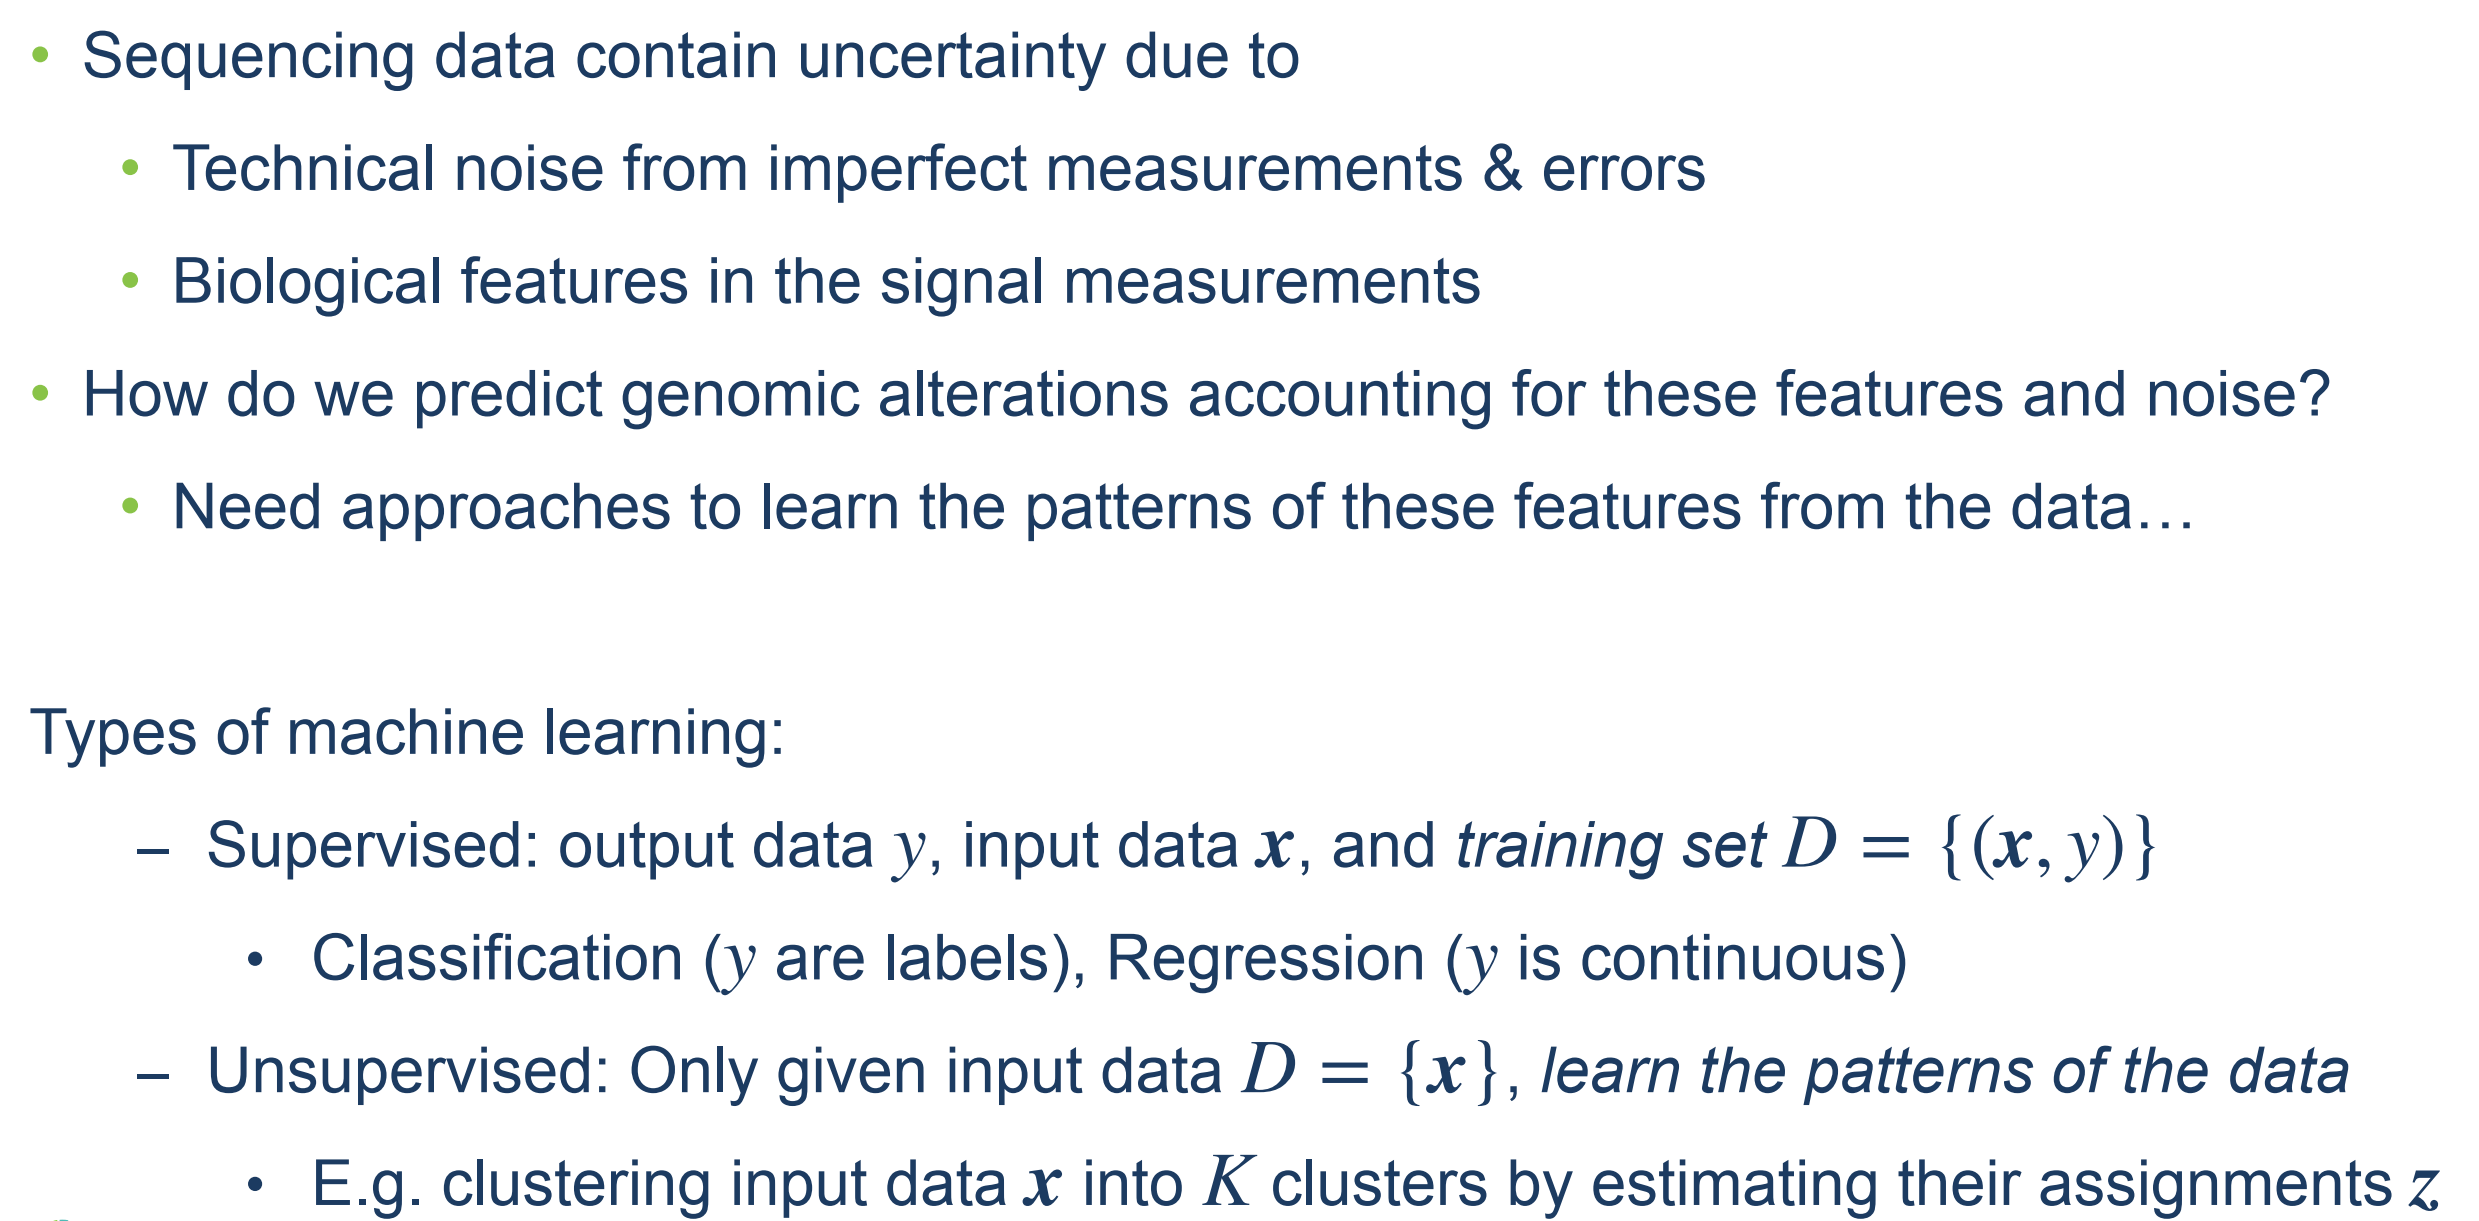 • Sequencing data contain uncertainty due to
• Technical noise from imperfect measurements & errors
• Biological features in the signal measurements
• How do we predict genomic alterations accounting for these features and noise?
• Need approaches to learn the patterns of these features from the data…
Types of machine learning:
– Supervised: output data y, input data x, and training set D = {(x, y)}
• Classification (y are labels), Regression (y is continuous)
– Unsupervised: Only given input data D = {x}, learn the patterns of the data
• E.g. clustering input data x into K clusters by estimating their assignments z